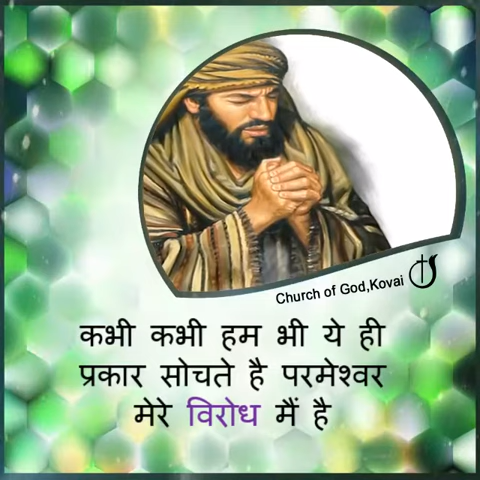 Church of God,Kovai
कभी कभी हम भी ये ही
प्रकार सोचते है परमेश्वर
मेरे विरोध मैं है